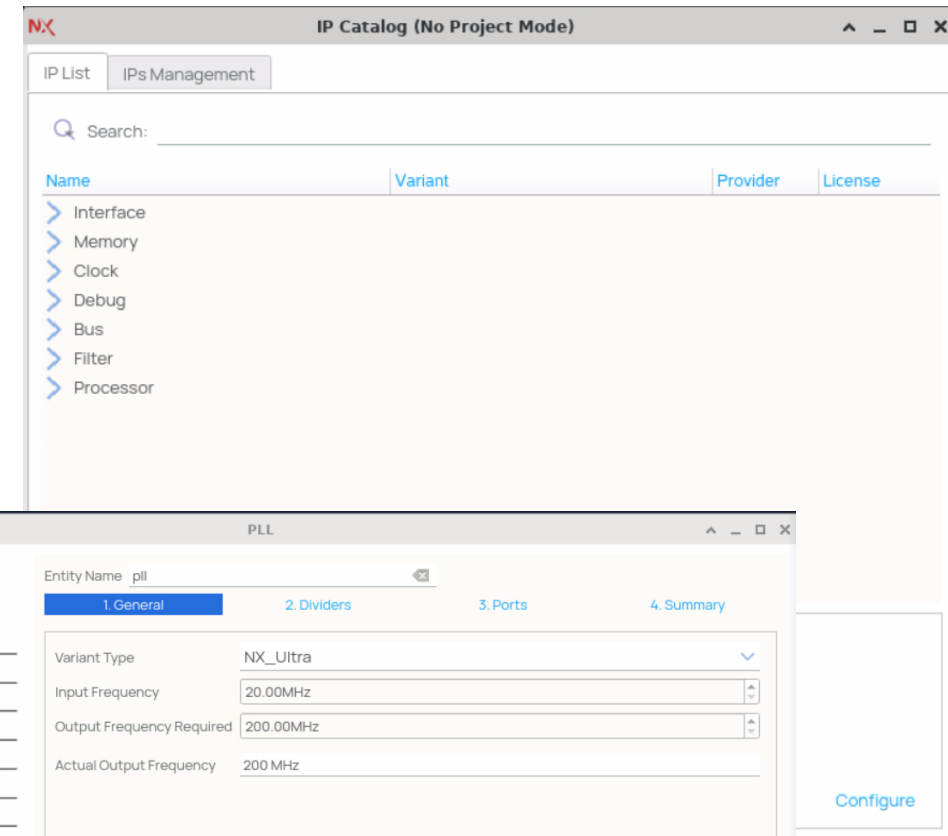 NX IP Catalog (No Project Mode)
IP List IPs Management
Search:
Name Variant Provider License
Interface
Memory
Clock
Debug
Bus
Filter
Processor
PLL
Entity Name pll
1. General 2. Dividers 3. Ports 4. Summary
Variant Type NX_Ultra
Input Frequency 20.00MHz
Output Frequency Required 200.00MHz
Actual Output Frequency 200 MHz
Configure